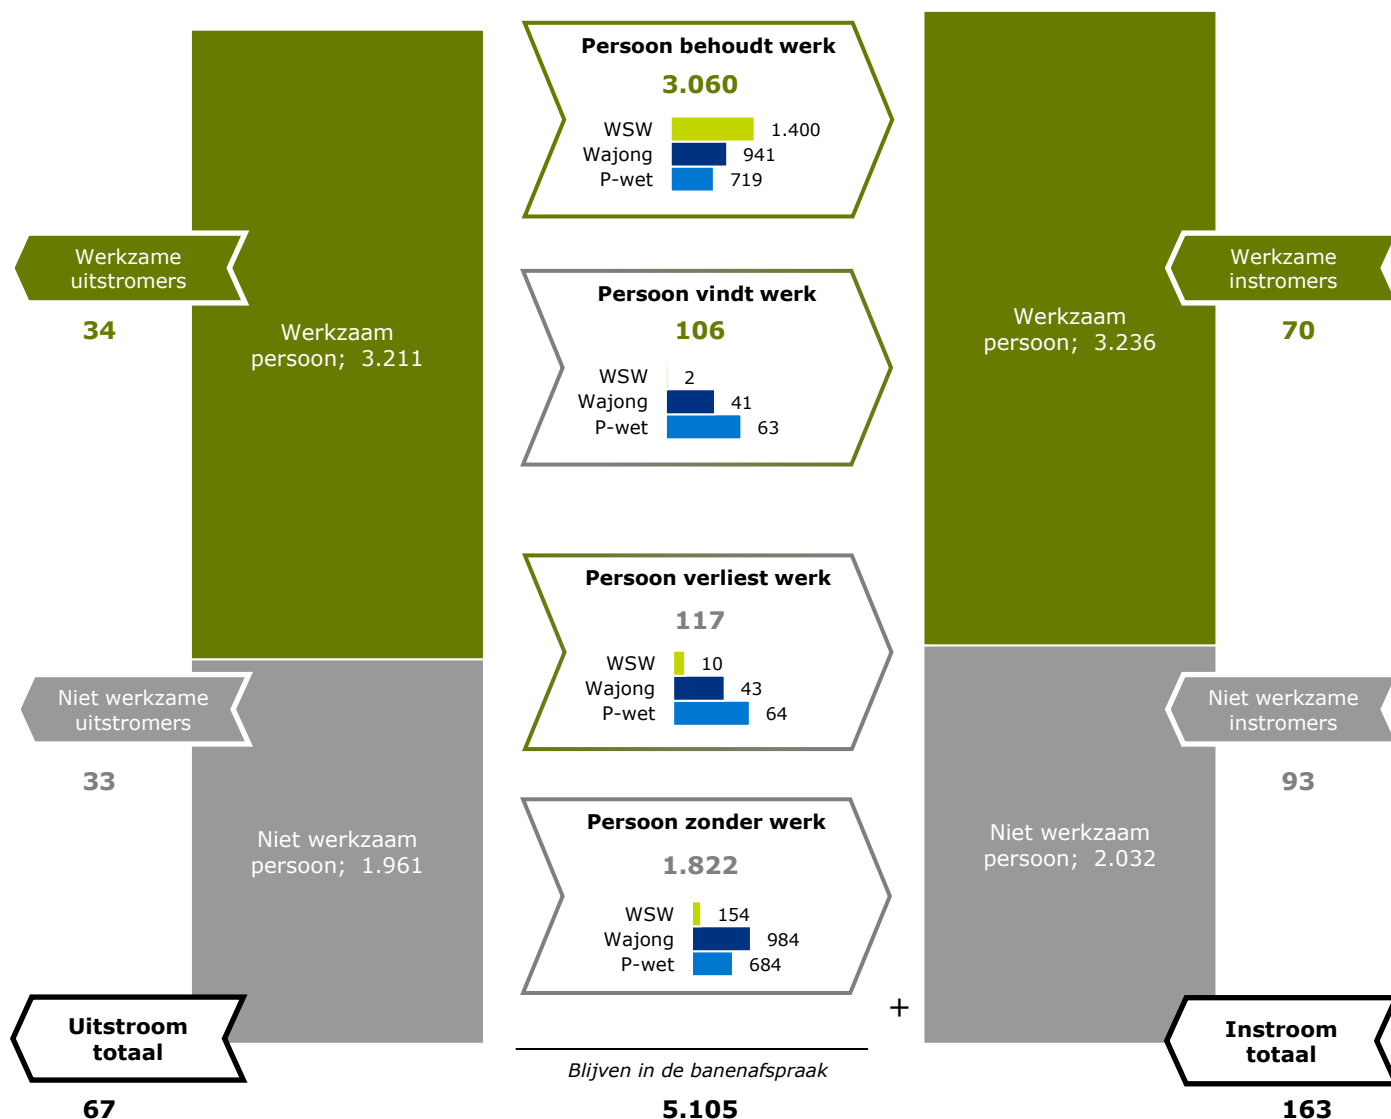 Werkzame
uitstromers
34
Werkzaam
persoon; 3.211
Niet werkzame
uitstromers
33
Niet werkzaam
persoon; 1.961
Uitstroom
totaal
67
Persoon behoudt werk
3.060
WSW 1.400
Wajong 941
P-wet 719
Persoon vindt werk
106
WSW 2
Wajong 41
P-wet 63
Persoon verliest werk
117
WSW 10
Wajong 43
P-wet 64
Persoon zonder werk
1.822
WSW 154
Wajong 984
P-wet 684
+
Blijven in de banenafspraak
5.105
Werkzaam
persoon; 3.236
Werkzame
instromers
70
Niet werkzame
instromers
93
Niet werkzaam
persoon; 2.032
Instroom
totaal
163